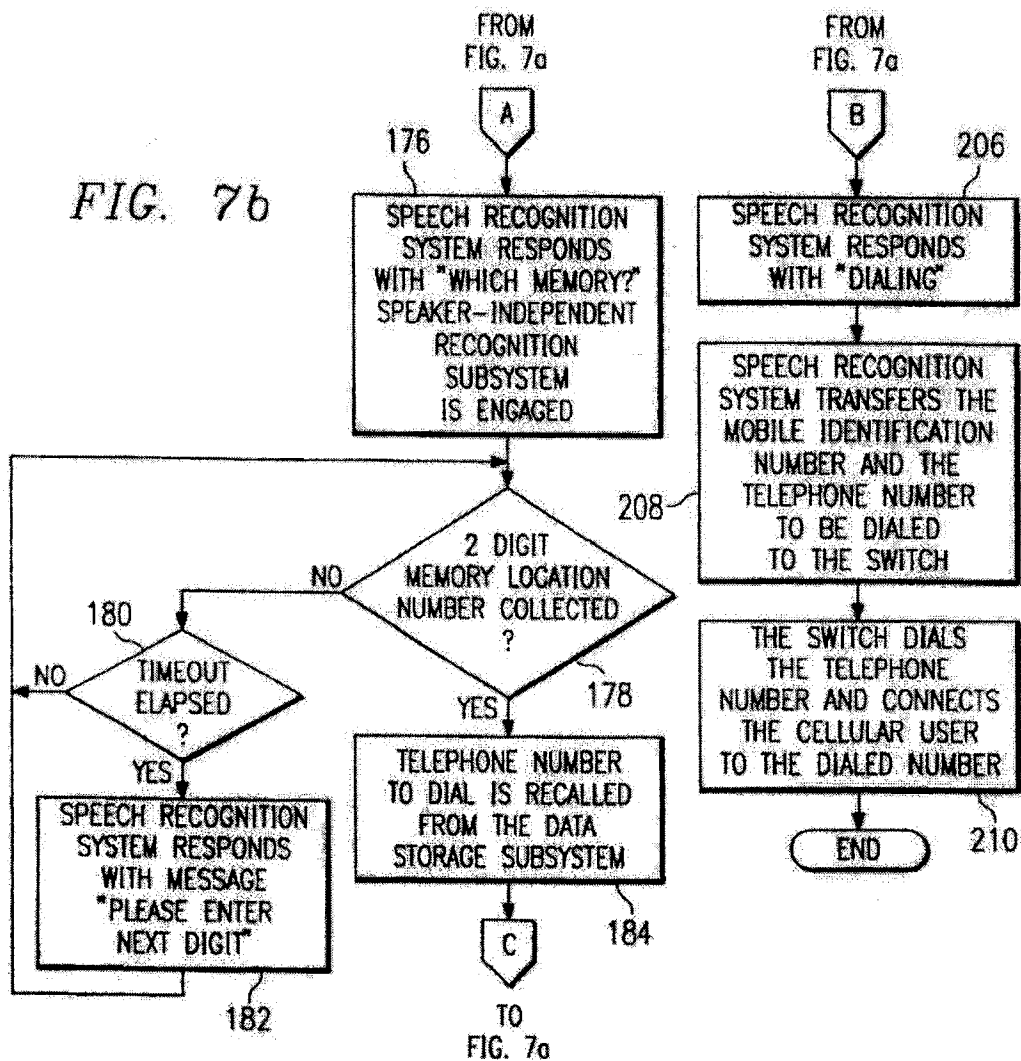 FROM
FIG. 7a
A
FROM
FIG. 7a
B
FIG. 7b
176
SPEECH RECOGNITION
SYSTEM RESPONDS
WITH "WHICH MEMORY?"
SPEAKER-INDEPENDENT
RECOGNITION
SUBSYSTEM
IS ENGAGED
2 DIGIT
MEMORY LOCATION
NUMBER COLLECTED
?
178
NO
YES
180
TIMEOUT
ELAPSED
?
NO
YES
SPEECH RECOGNITION
SYSTEM RESPONDS
WITH MESSAGE
"PLEASE ENTER
NEXT DIGIT"
182
TELEPHONE NUMBER
TO DIAL IS RECALLED
FROM THE DATA
STORAGE SUBSYSTEM
184
C
TO
FIG. 7a
206
SPEECH RECOGNITION
SYSTEM RESPONDS
WITH "DIALING"
SPEECH RECOGNITION
SYSTEM TRANSFERS THE
MOBILE IDENTIFICATION
NUMBER AND THE
TELEPHONE NUMBER
TO BE DIALED
TO THE SWITCH
208
THE SWITCH DIALS
THE TELEPHONE
NUMBER AND CONNECTS
THE CELLULAR USER
TO THE DIALED NUMBER
210
END